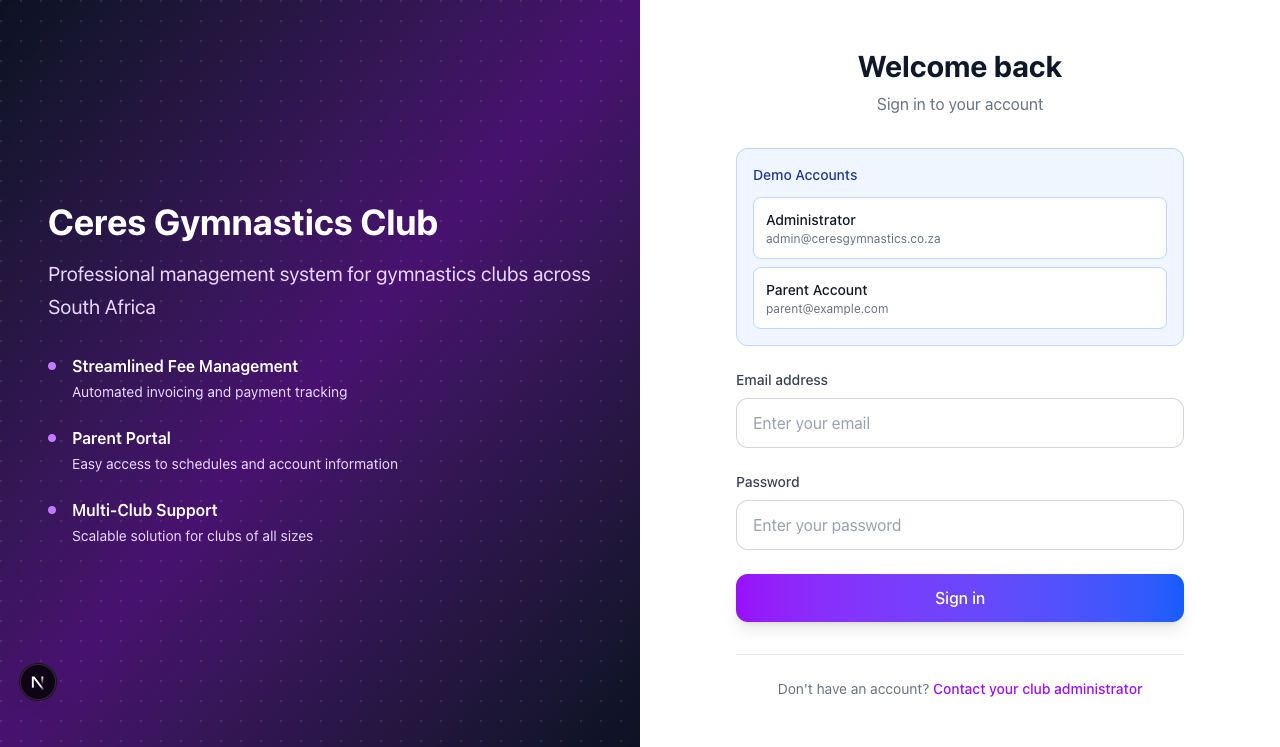 Ceres Gymnastics Club
Professional management system for gymnastics clubs across
South Africa
Streamlined Fee Management
Automated invoicing and payment tracking
Parent Portal
Easy access to schedules and account information
Multi-Club Support
Scalable solution for clubs of all sizes
N
Welcome back
Sign in to your account
Demo Accounts
Administrator
admin@ceresgymnastics.co.za
Parent Account
parent@example.com
Email address
Enter your email
Password
Enter your password
Sign in
Don't have an account? Contact your club administrator